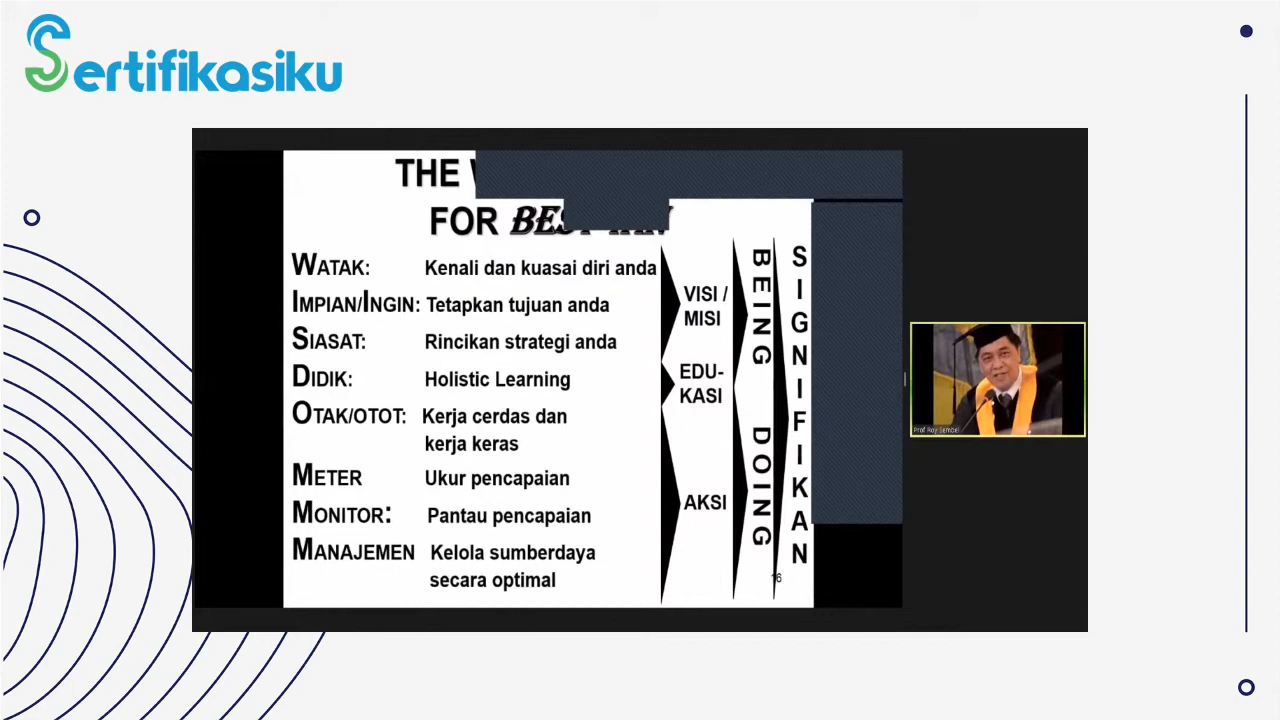 Sertifikasiku
THE
FOR
WATAK: Kenali dan kuasai diri anda
IMPIAN/INGIN: Tetapkan tujuan anda
SIASAT: Rincikan strategi anda
DIDIK: Holistic Learning
OTAK/OTOT: Kerja cerdas dan
kerja keras
METER Ukur pencapaian
MONITOR: Pantau pencapaian
MANAJEMEN Kelola sumberdaya
secara optimal
VISI /
MISI
EDU-
KASI
AKSI
BEING DOING
SIGNIFIKAN
Prof Roy Sembel